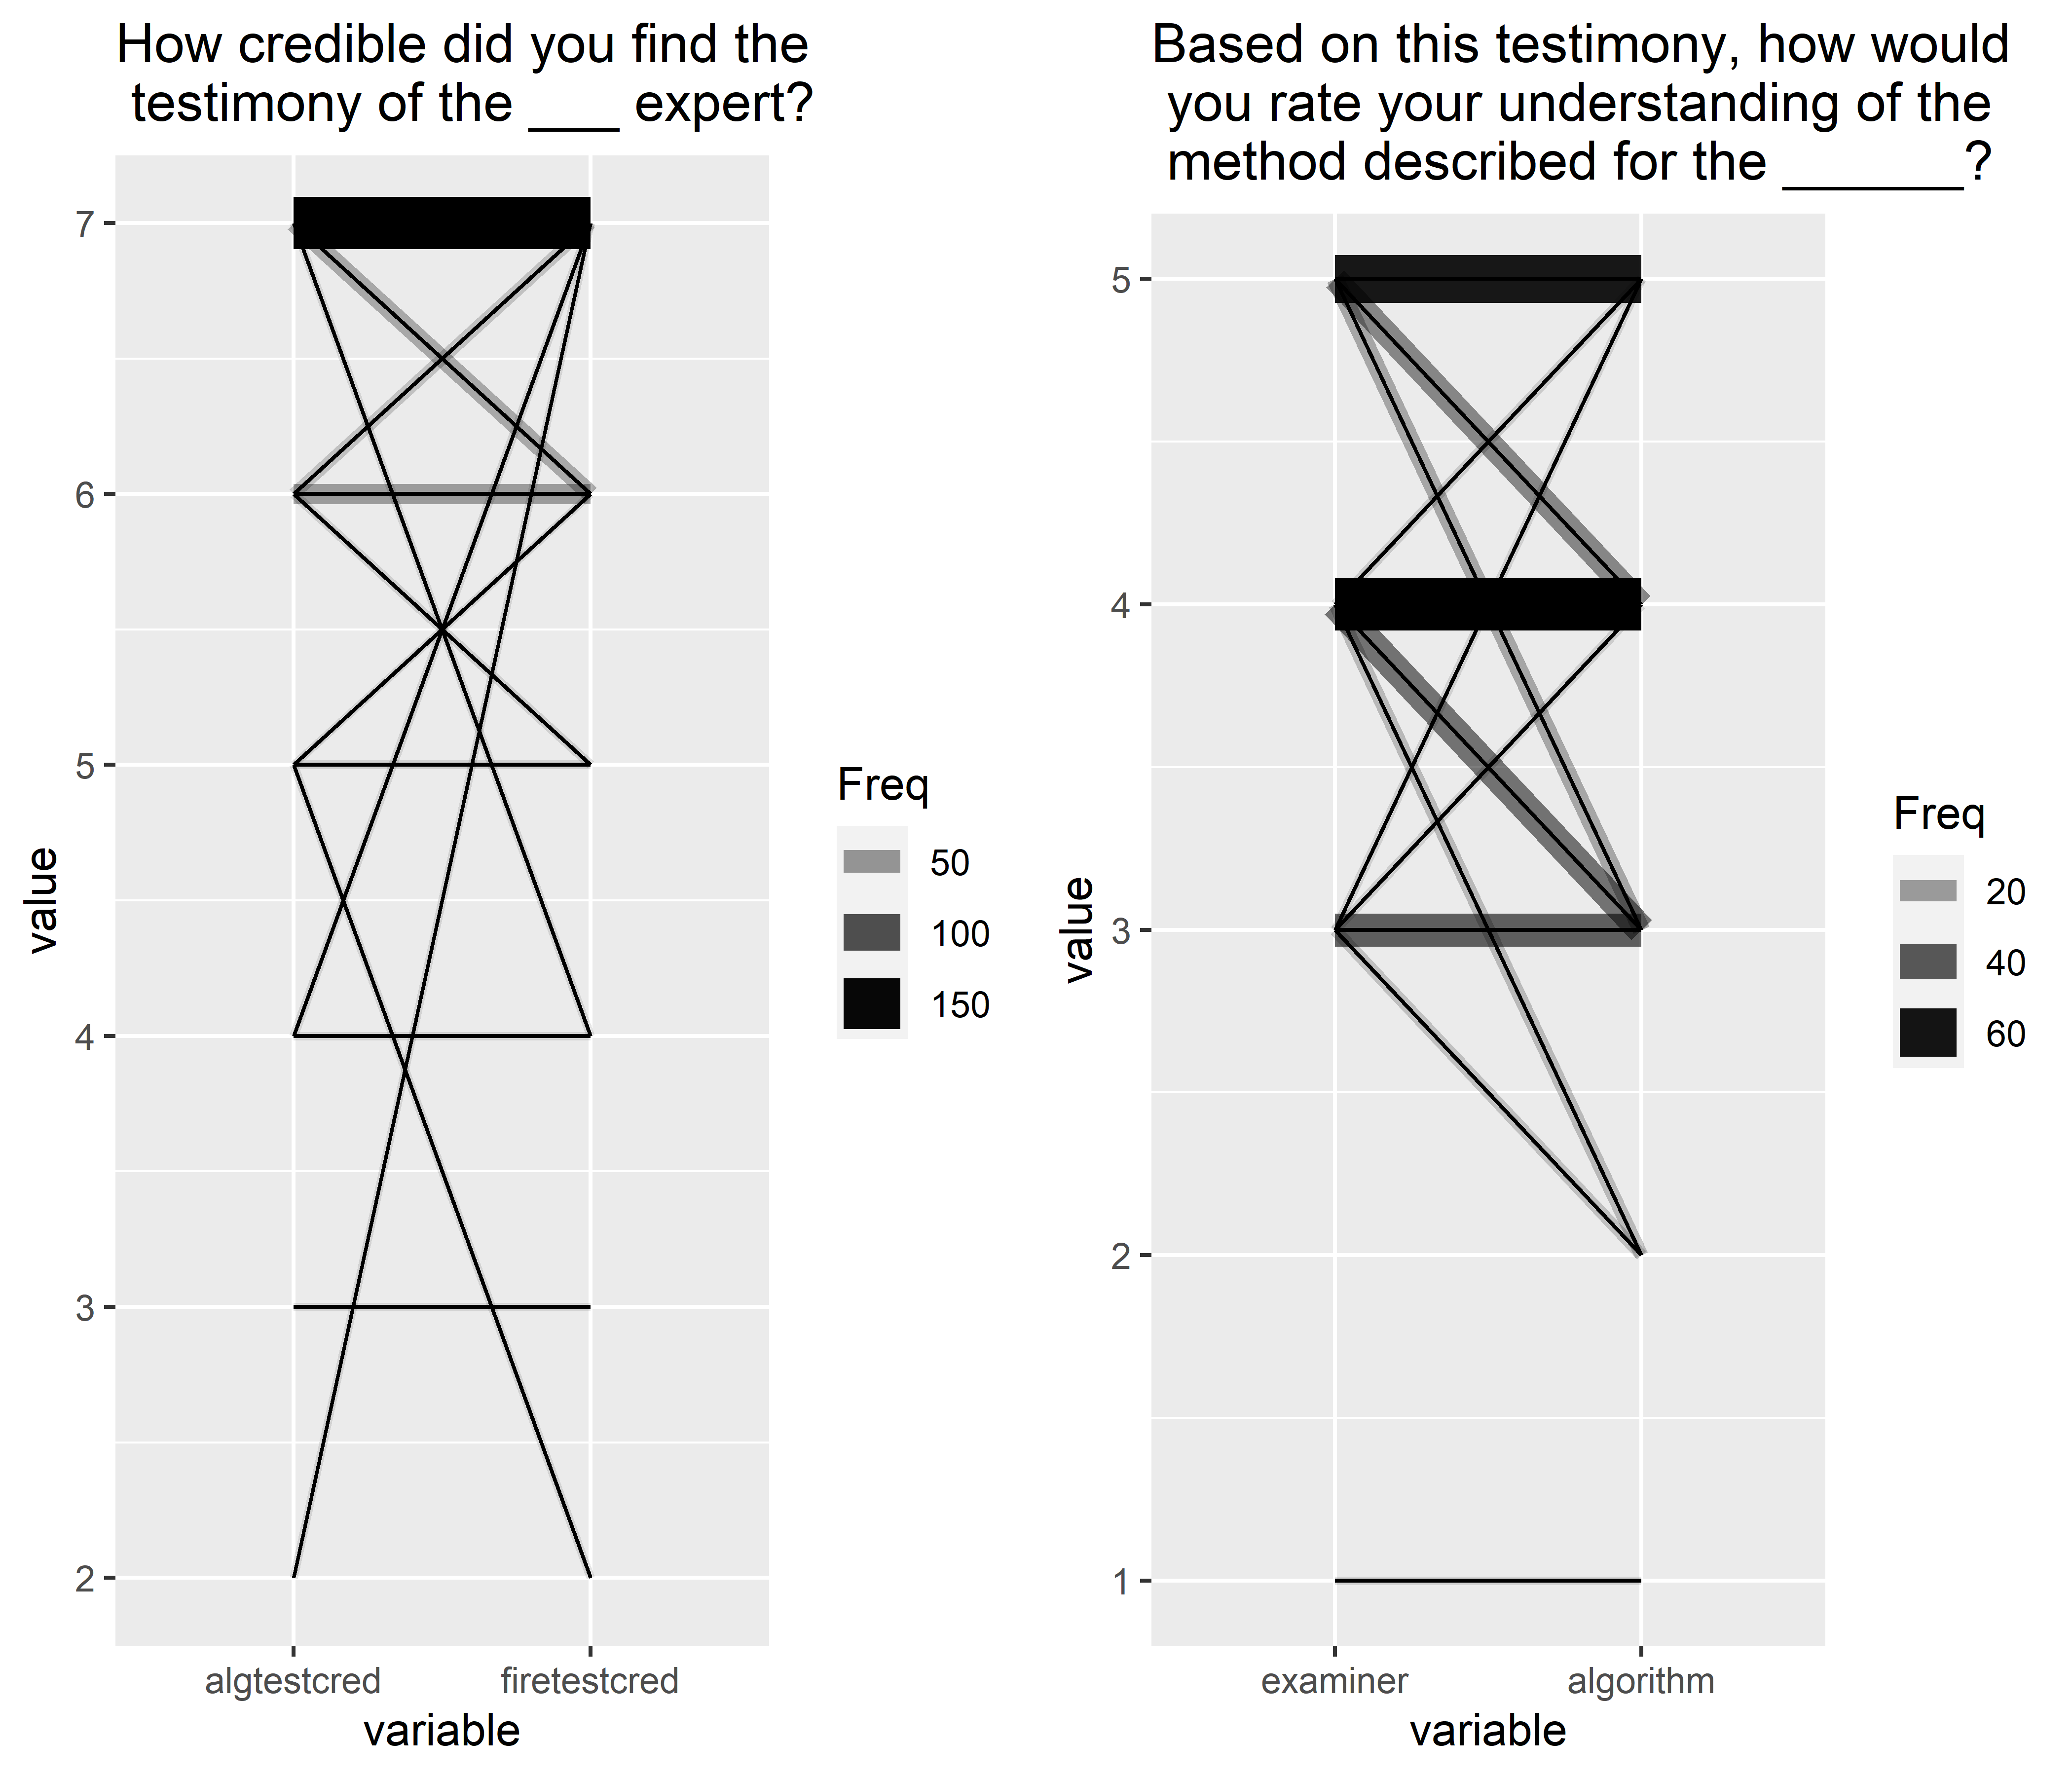 How credible did you find the
testimony of the ___ expert?
7
6
5
4
3
2
value
algtestcred
firetestcred
variable
Freq
50
100
150
Based on this testimony, how would
you rate your understanding of the
method described for the ______?
5
4
3
2
1
value
examiner
algorithm
variable
Freq
20
40
60